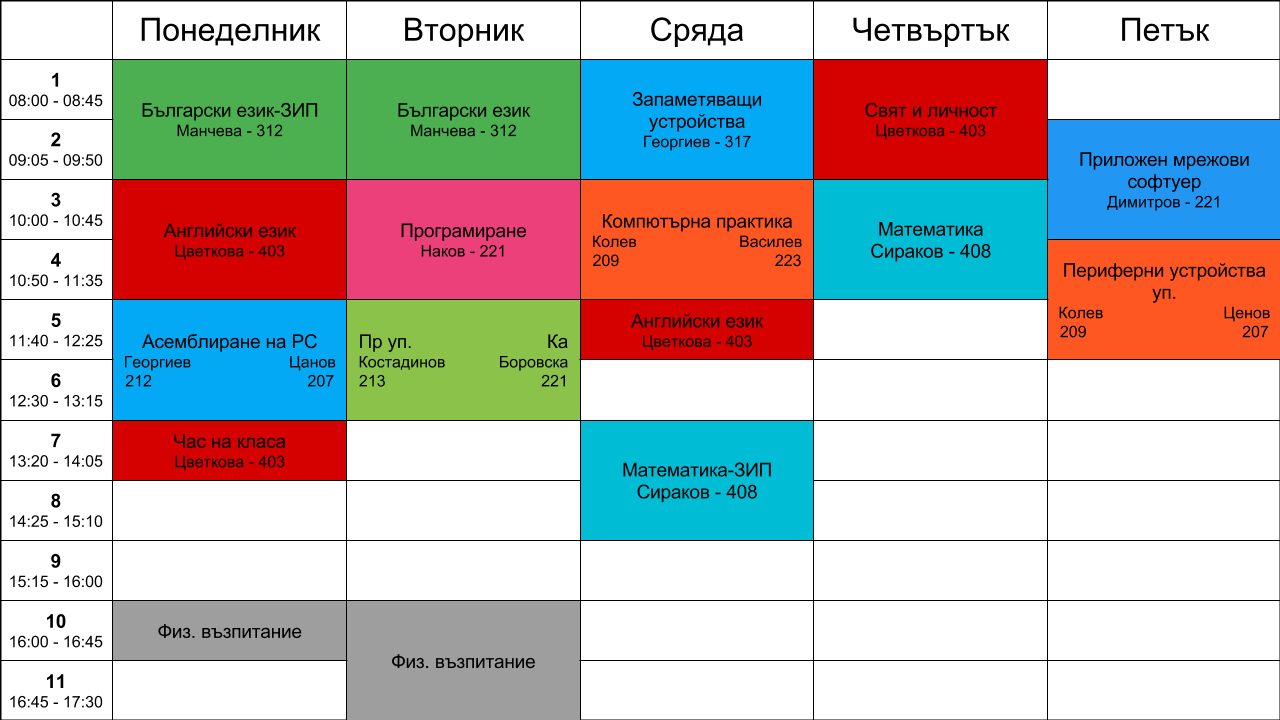 Понеделник
Вторник
Сряда
Четвъртък
Петък
1
08:00 - 08:45
Български език-ЗИП
Манчева - 312
Български език
Манчева - 312
Запаметяващи
устройства
Георгиев - 317
Свят и личност
Цветкова - 403
2
09:05 - 09:50
Приложен мрежови
софтуер
Димитров - 221
3
10:00 - 10:45
Английски език
Цветкова - 403
Програмиране
Наков - 221
Компютърна практика
Колев Василев
209 223
Математика
Сираков - 408
4
10:50 - 11:35
Периферни устройства
уп.
Колев Ценов
209 207
5
11:40 - 12:25
Асемблиране на PC
Георгиев Цанов
212 207
Пр уп. Ка
Костадинов Боровска
213 221
Английски език
Цветкова - 403
6
12:30 - 13:15
7
13:20 - 14:05
Час на класа
Цветкова - 403
Математика-ЗИП
Сираков - 408
8
14:25 - 15:10
9
15:15 - 16:00
10
16:00 - 16:45
Физ. възпитание
Физ. възпитание
11
16:45 - 17:30